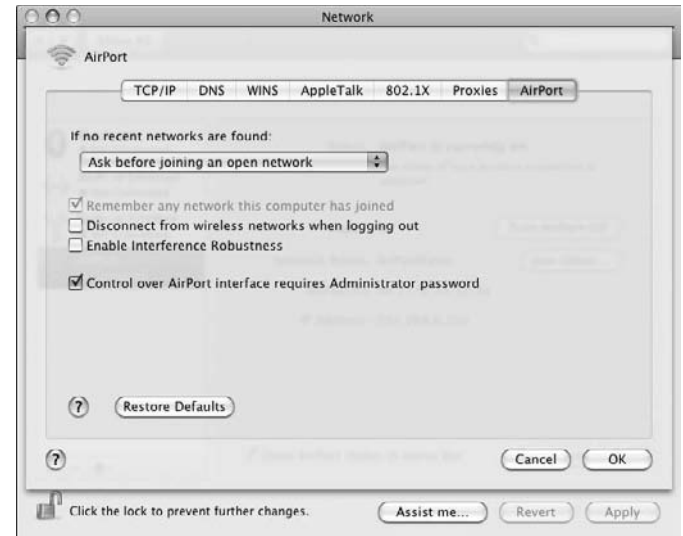 Network
AirPort
TCP/IP DNS WINS AppleTalk 802.1X Proxies AirPort
If no recent networks are found:
Ask before joining an open network
Remember any network this computer has joined
Disconnect from wireless networks when logging out
Enable Interference Robustness
Control over AirPort interface requires Administrator password
? Restore Defaults
? Cancel OK
Click the lock to prevent further changes. Assist me... Revert Apply